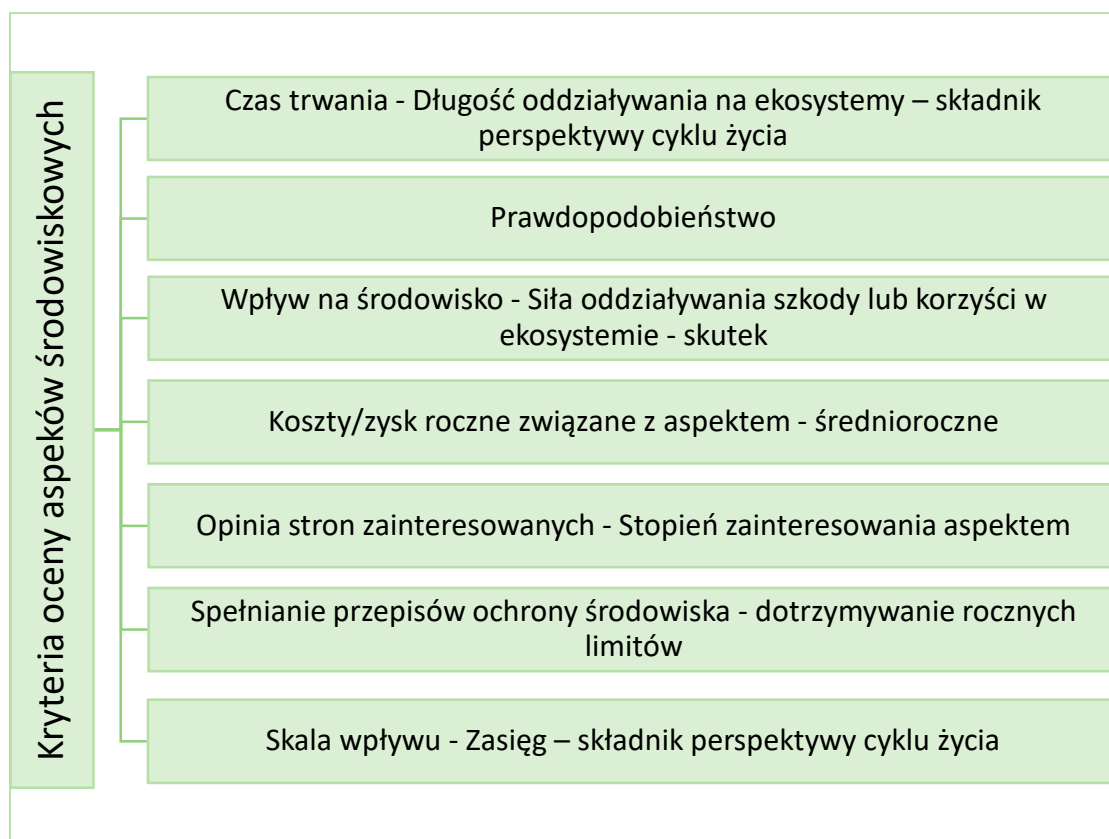 Kryteria oceny aspeków środowiskowych
Czas trwania - Długość oddziaływania na ekosystemy – składnik
perspektywy cyklu życia
Prawdopodobieństwo
Wpływ na środowisko - Siła oddziaływania szkody lub korzyści w
ekosystemie - skutek
Koszty/zysk roczne związane z aspektem - średnioroczne
Opinia stron zainteresowanych - Stopień zainteresowania aspektem
Spełnianie przepisów ochrony środowiska - dotrzymywanie rocznych
limitów
Skala wpływu - Zasięg – składnik perspektywy cyklu życia